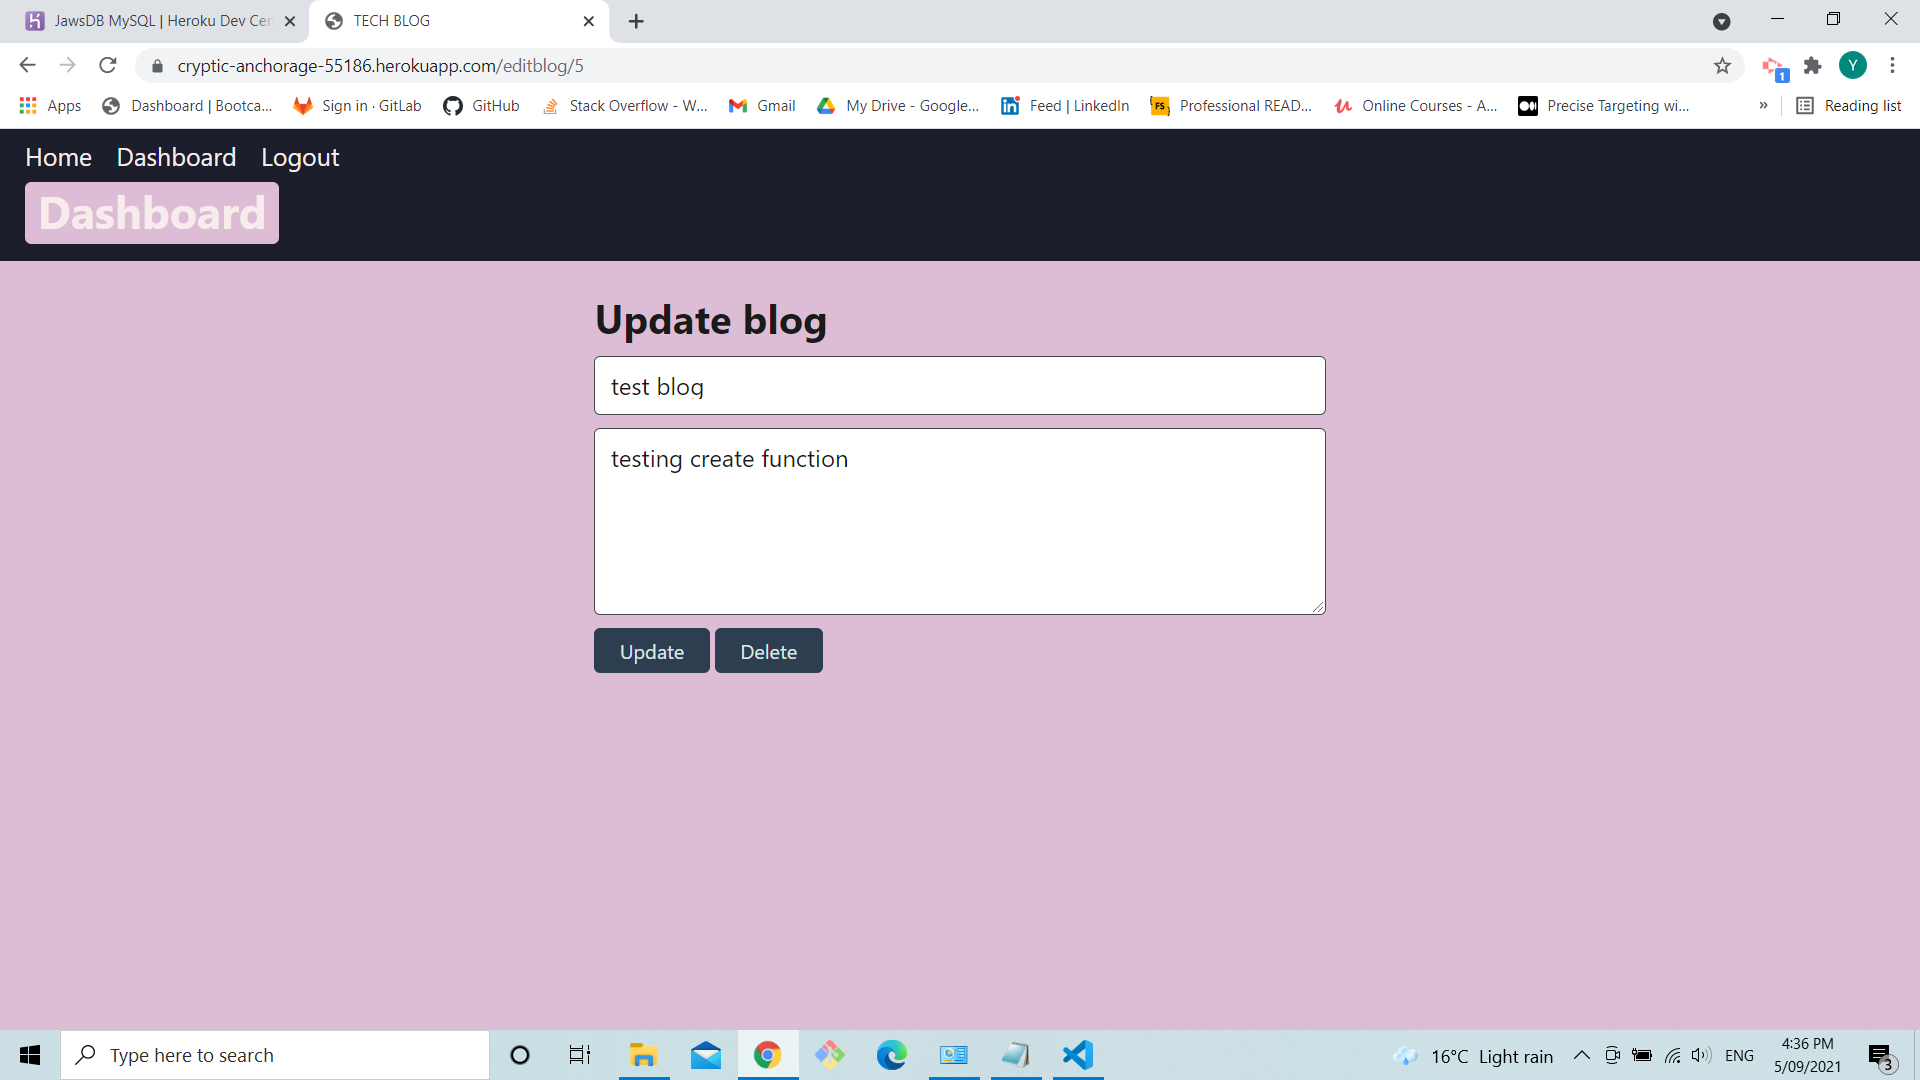 JawsDB MySQL | Heroku Dev Cen
TECH BLOG
cryptic-anchorage-55186.herokuapp.com/editblog/5
Y
1
Apps
Dashboard | Bootca...
Sign in · GitLab
GitHub
Stack Overflow - W...
Gmail
My Drive - Google...
Feed | LinkedIn
FS
Professional READ...
Online Courses - A...
Precise Targeting wi...
»
Reading list
Home Dashboard Logout
Dashboard
Update blog
test blog
testing create function
Update Delete
Type here to search
16°C Light rain
ENG
4:36 PM
5/09/2021
3